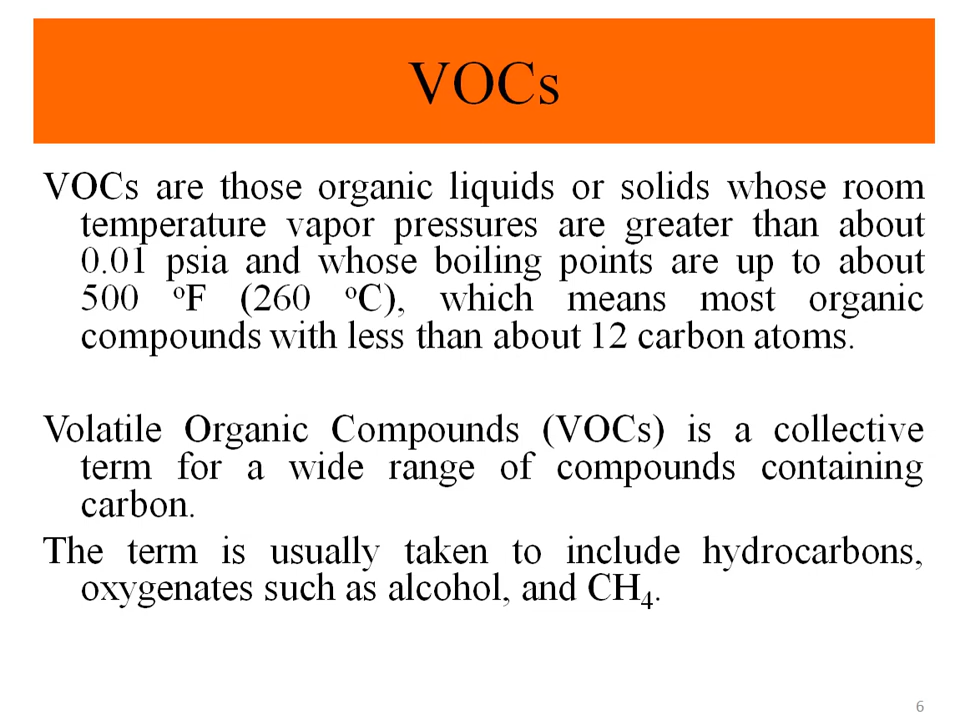 VOCs
VOCs are those organic liquids or solids whose room
temperature vapor pressures are greater than about
0.01 psia and whose boiling points are up to about
500 °F (260 °C), which means most organic
compounds with less than about 12 carbon atoms.
Volatile Organic Compounds (VOCs) is a collective
term for a wide range of compounds containing
carbon.
The term is usually taken to include hydrocarbons,
oxygenates such as alcohol, and CH₄.
6